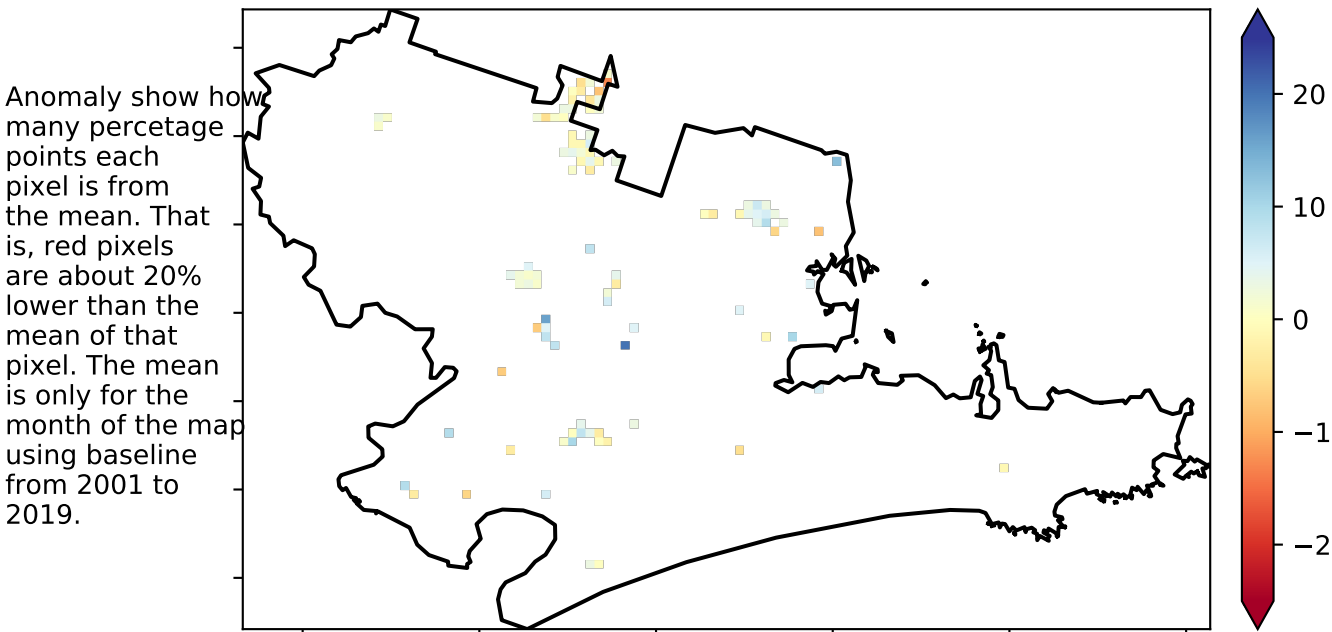 Anomaly show how
many percetage
points each
pixel is from
the mean. That
is, red pixels
are about 20%
lower than the
mean of that
pixel. The mean
is only for the
month of the map
using baseline
from 2001 to
2019.
20
10
0
−1
−2